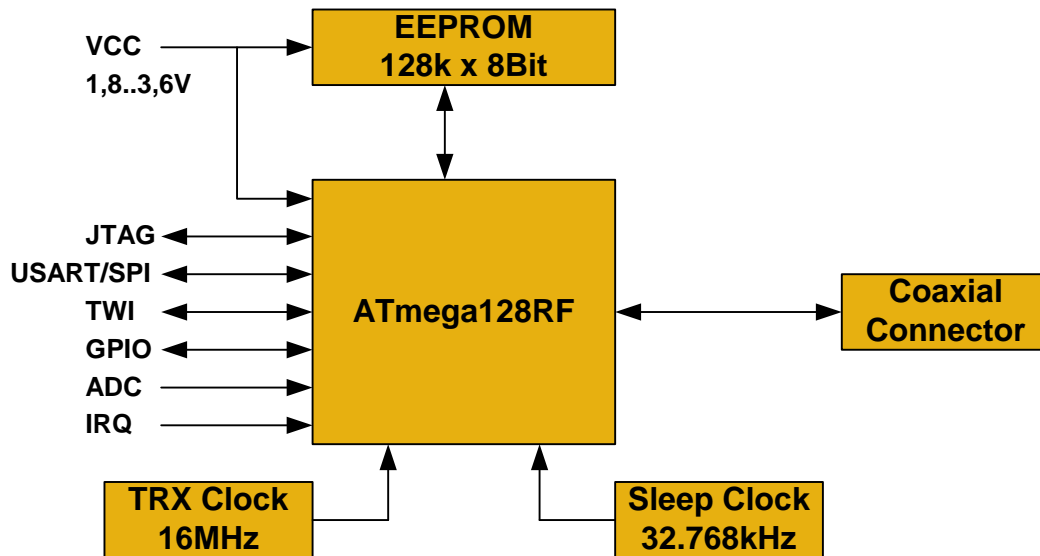 EEPROM
128k x 8Bit
VCC
1,8..3,6V
JTAG
USART/SPI
TWI
GPIO
ADC
IRQ
ATmega128RF
Coaxial
Connector
TRX Clock
16MHz
Sleep Clock
32.768kHz